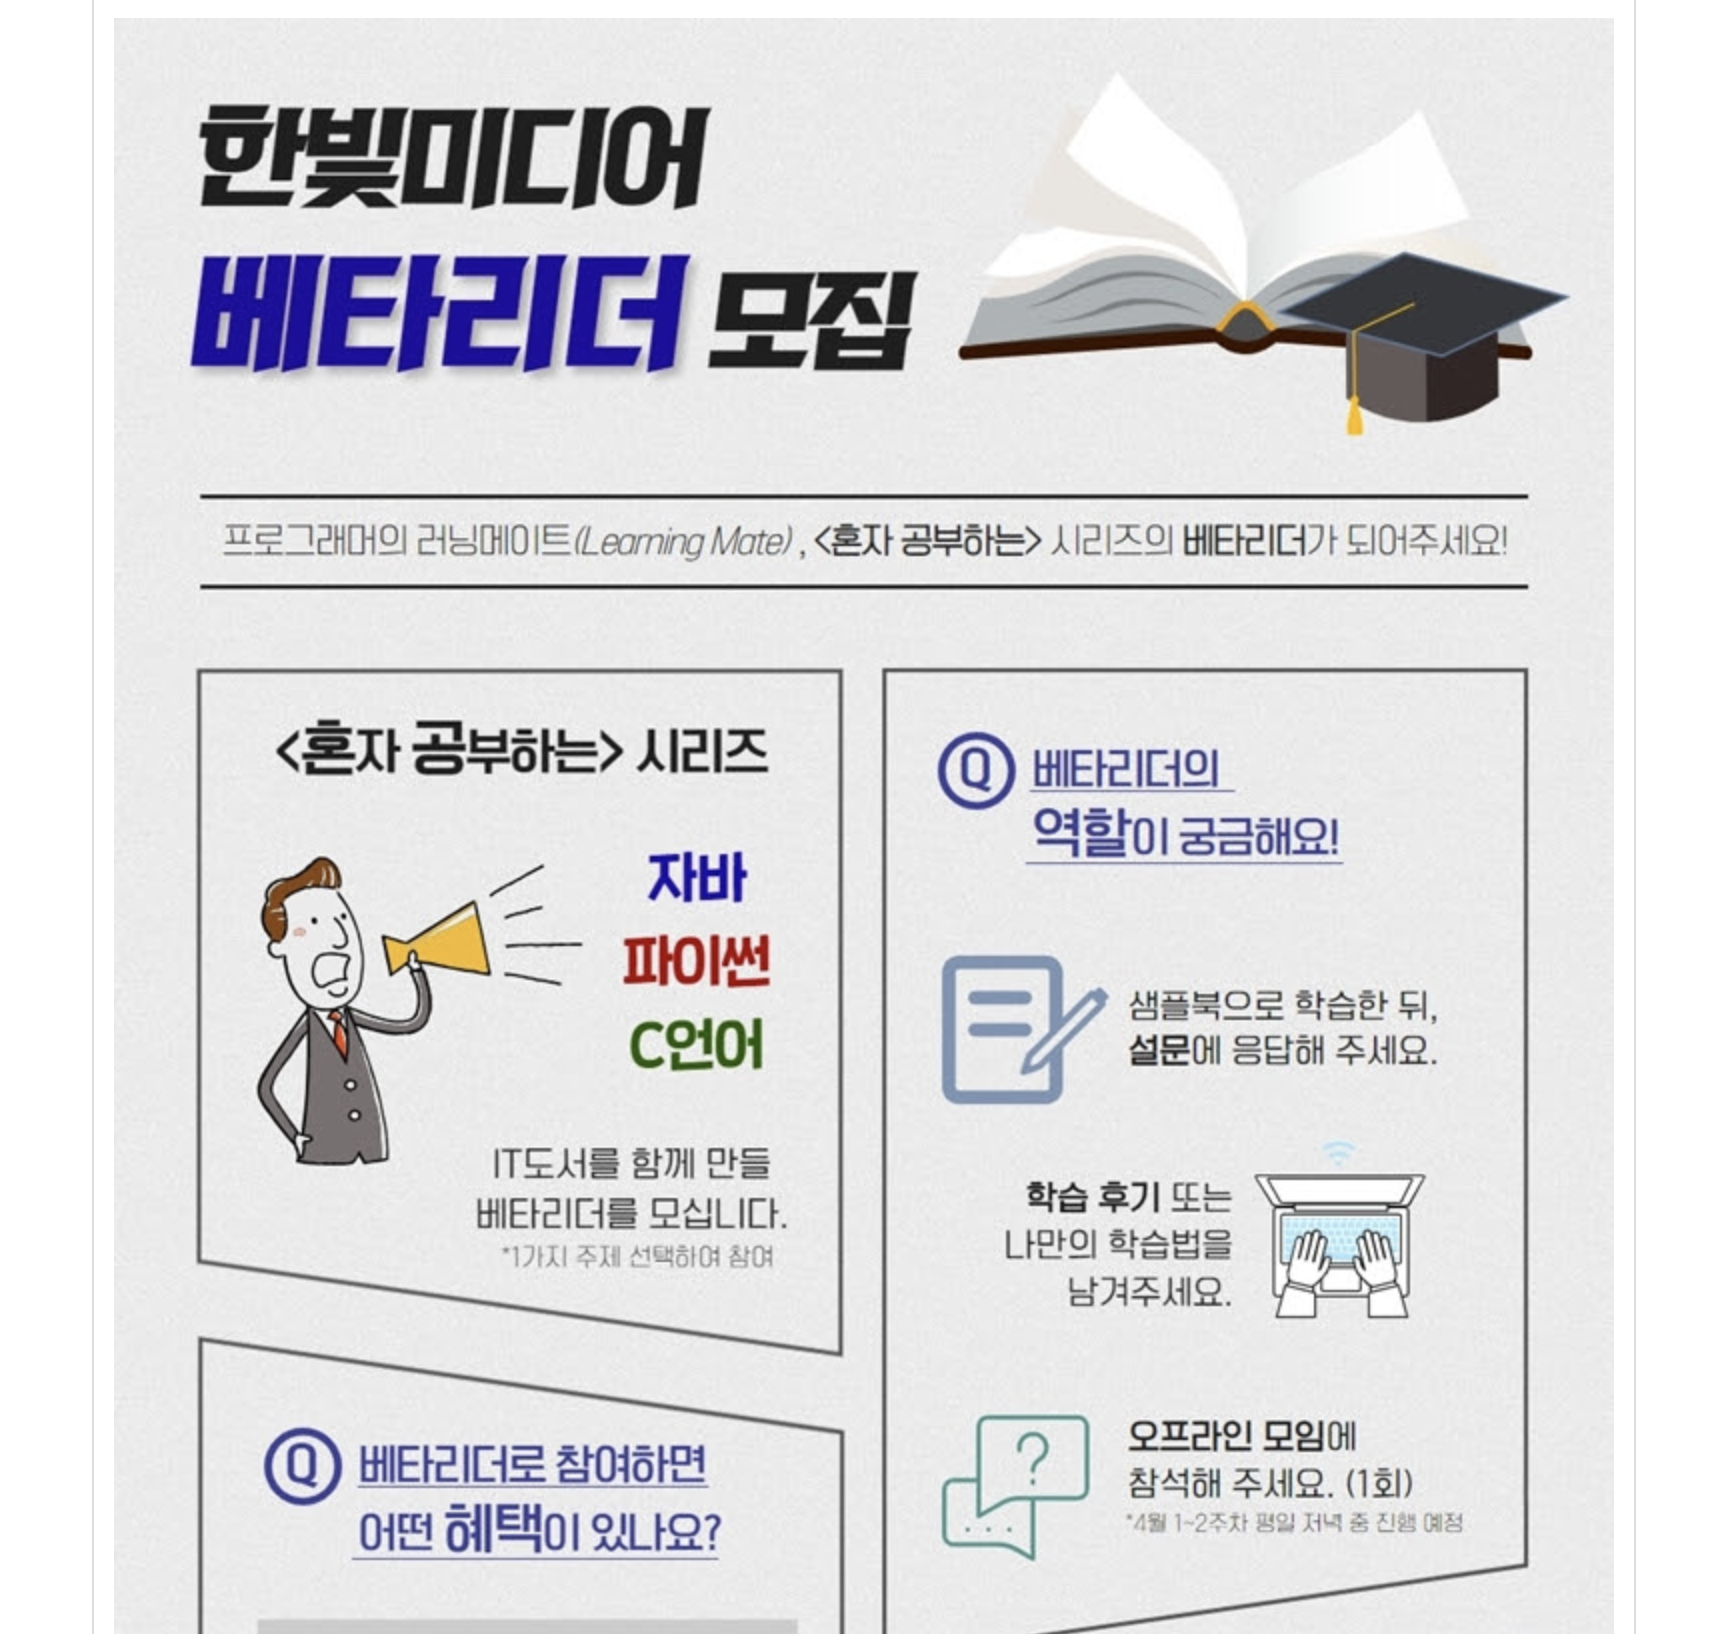 한빛미디어
베타리더 모집
프로그래머의 러닝메이트(Learning Mate) , <혼자 공부하는> 시리즈의 베타리더가 되어주세요!
<혼자 공부하는> 시리즈
자바
파이썬
C언어
IT도서를 함께 만들
베타리더를 모십니다.
*1가지 주제 선택하여 참여
Q 베타리더로 참여하면
어떤 혜택이 있나요?
Q 베타리더의
역할이 궁금해요!
샘플북으로 학습한 뒤,
설문에 응답해 주세요.
학습 후기 또는
나만의 학습법을
남겨주세요.
?
...
오프라인 모임에
참석해 주세요. (1회)
*4월 1~2주차 평일 저녁 중 진행 예정